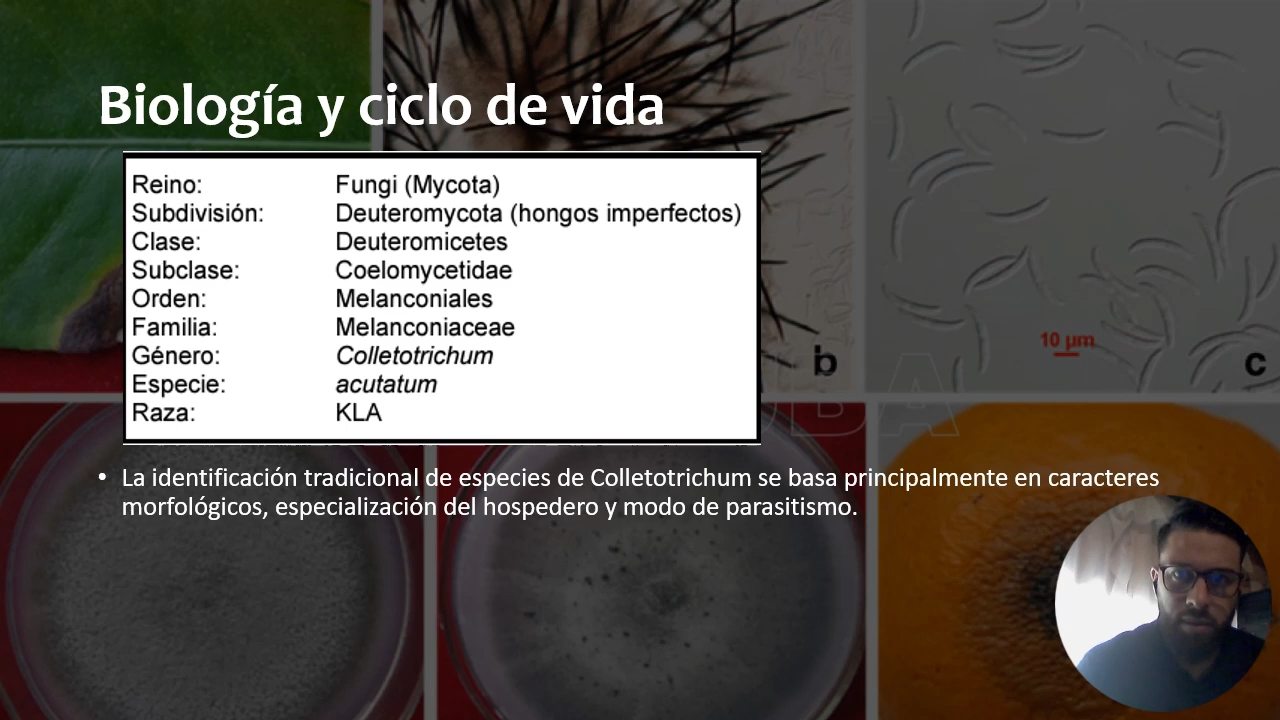 Biología y ciclo de vida
Reino: Fungi (Mycota)
Subdivisión: Deuteromycota (hongos imperfectos)
Clase: Deuteromicetes
Subclase: Coelomycetidae
Orden: Melanconiales
Familia: Melanconiaceae
Género: Colletotrichum
Especie: acutatum
Raza: KLA
10 µm
b
c
• La identificación tradicional de especies de Colletotrichum se basa principalmente en caracteres
morfológicos, especialización del hospedero y modo de parasitismo.